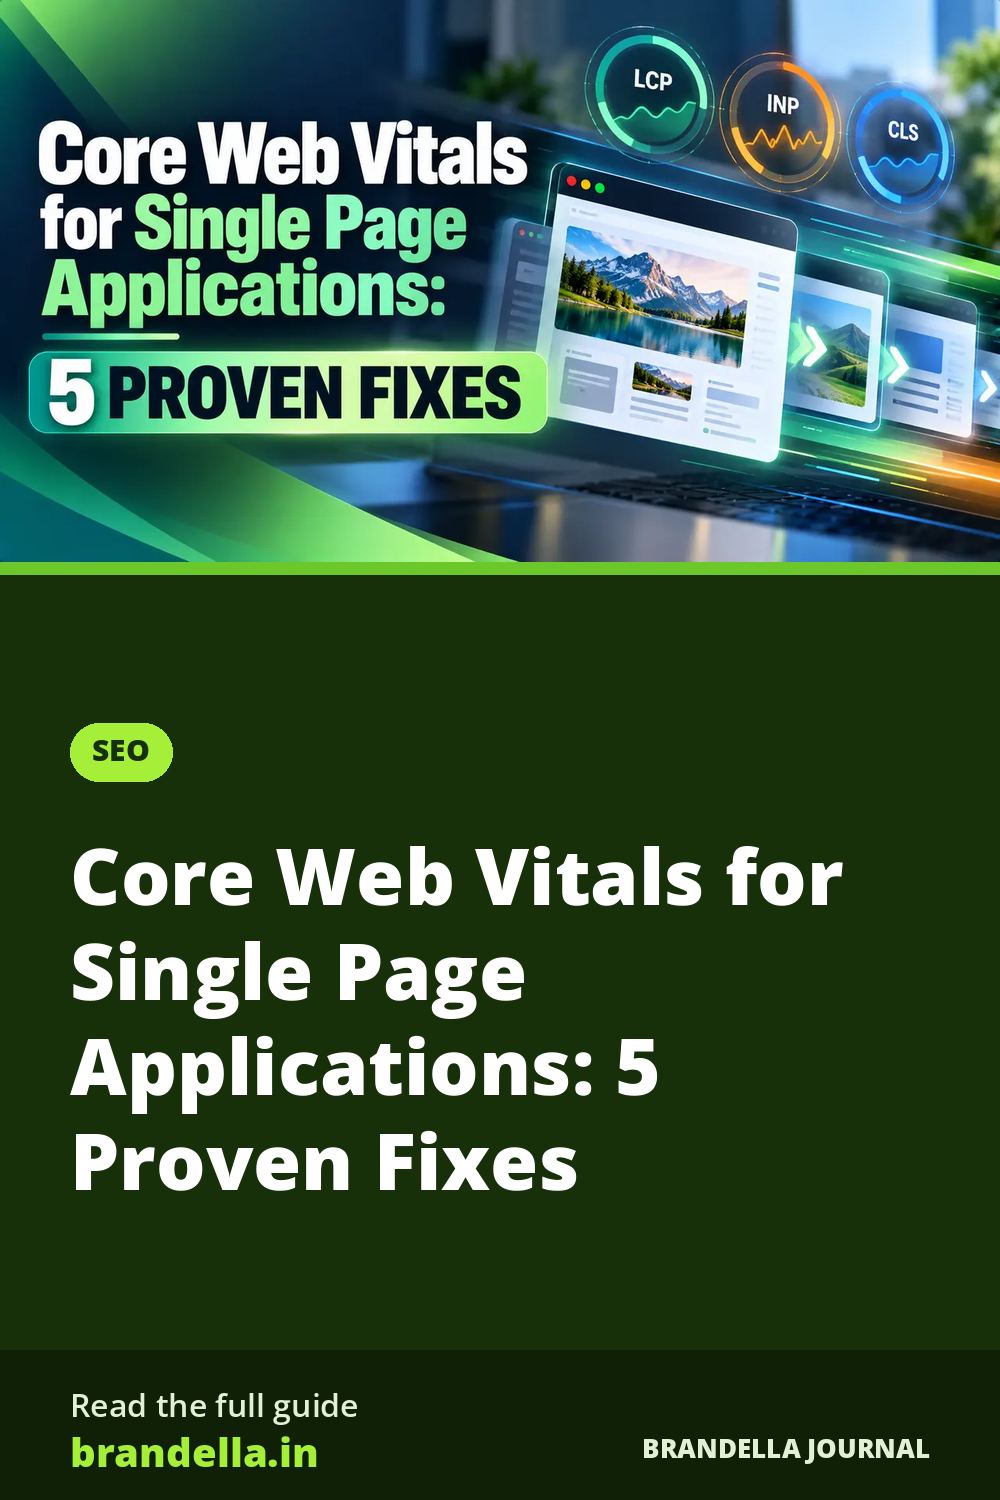 LCP
INP
CLS
Core Web Vitals
for Single Page
Applications:
5 PROVEN FIXES
SEO
Core Web Vitals for
Single Page
Applications: 5
Proven Fixes
Read the full guide
brandella.in
BRANDELLA JOURNAL